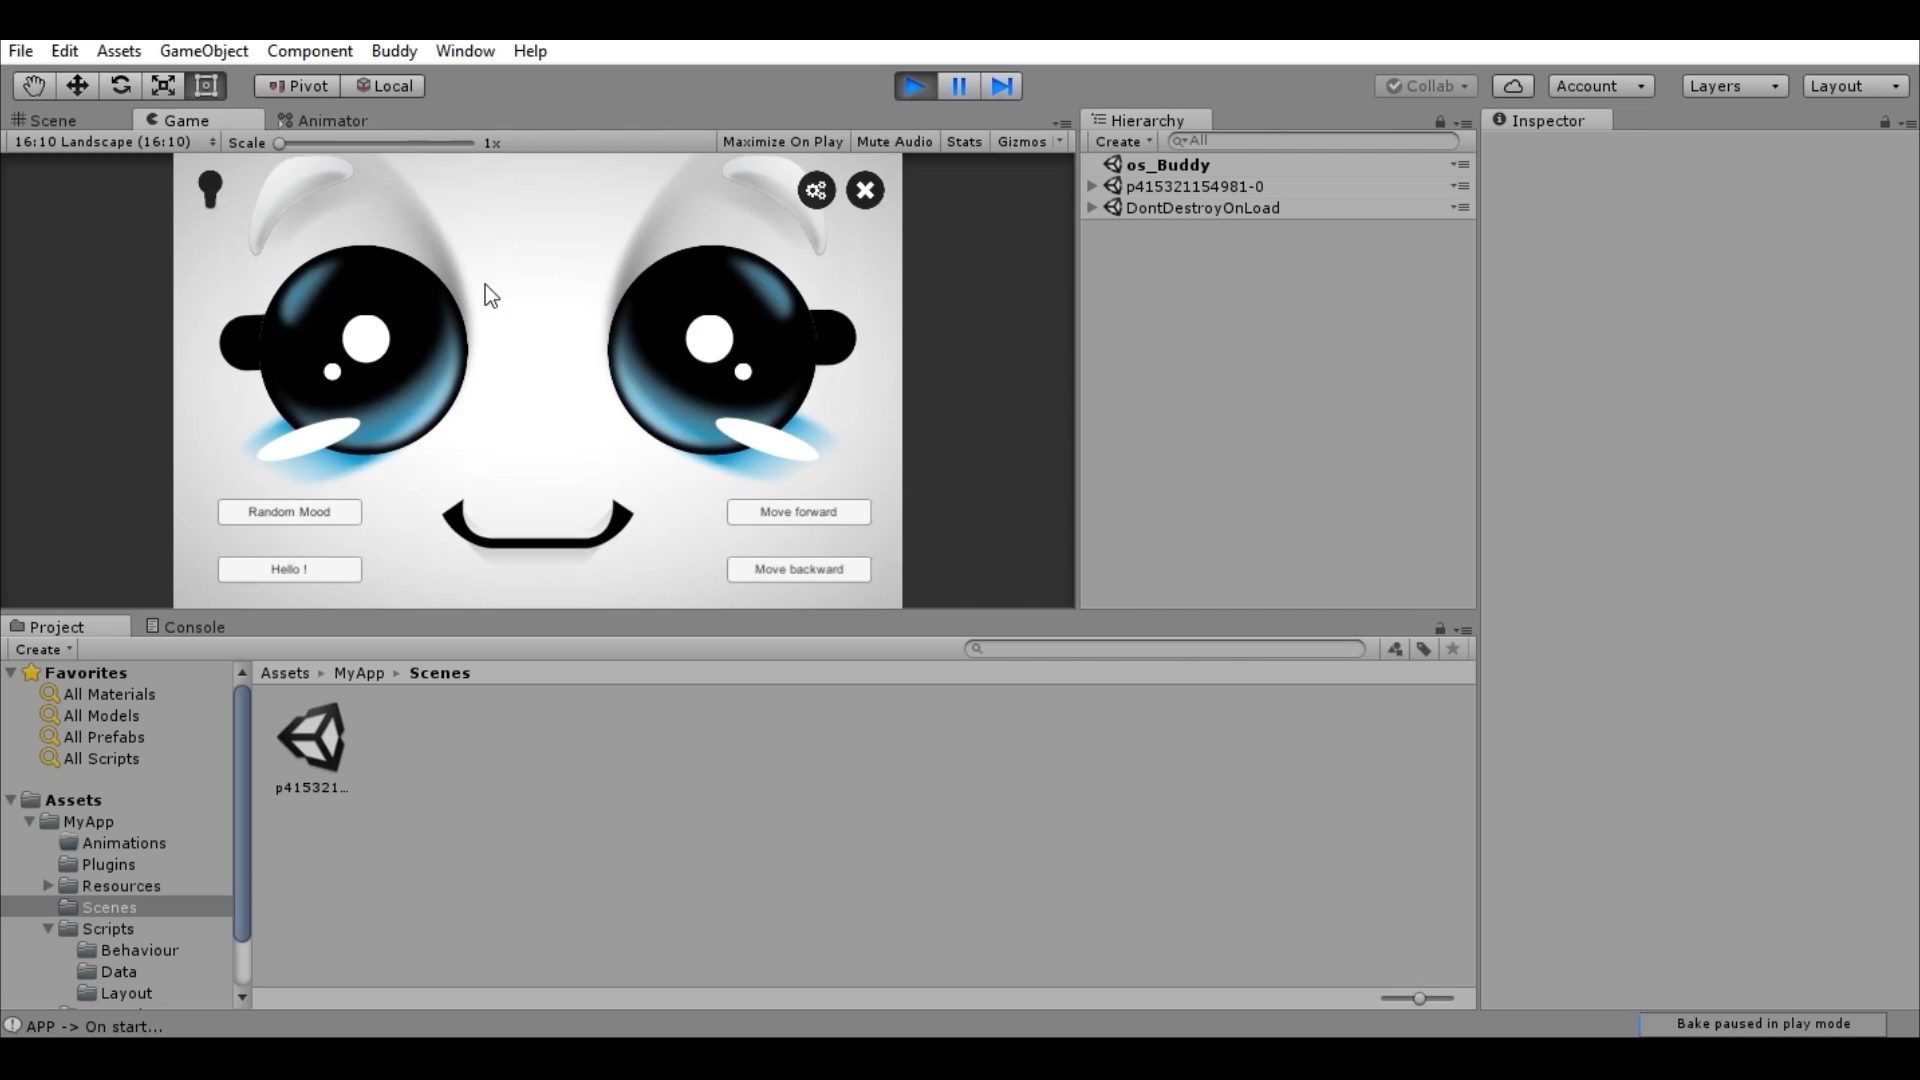 File Edit Assets GameObject Component Buddy Window Help
Pivot Local Collab Account Layers Layout
Scene Game Animator
16:10 Landscape (16:10) Scale 1x Maximize On Play Mute Audio Stats Gizmos
Random Mood
Hello !
Move forward
Move backward
Hierarchy
Create All
os_Buddy
p415321154981-0
DontDestroyOnLoad
Inspector
Project Console
Create
Favorites
All Materials
All Models
All Prefabs
All Scripts
Assets
MyApp
Animations
Plugins
Resources
Scenes
Scripts
Behaviour
Data
Layout
Assets MyApp Scenes
p415321...
APP -> On start...
Bake paused in play mode